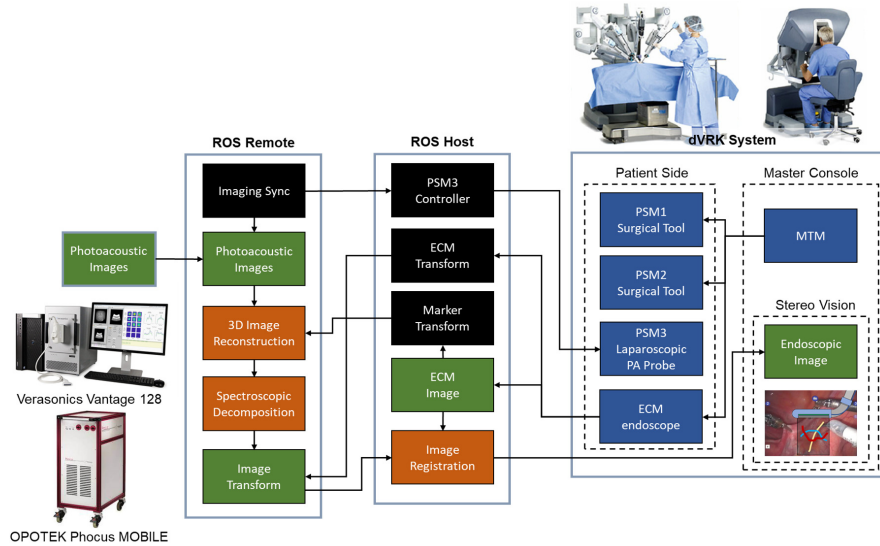 dVRK System
ROS Remote
ROS Host
Imaging Sync
PSM3
Controller
Patient Side
Master Console
PSM1
Surgical Tool
MTM
Photoacoustic
Images
Photoacoustic
Images
ECM
Transform
PSM2
Surgical Tool
Stereo Vision
3D Image
Reconstruction
Marker
Transform
PSM3
Laparoscopic
PA Probe
Endoscopic
Image
Verasonics Vantage 128
Spectroscopic
Decomposition
ECM
Image
ECM
endoscope
Image
Transform
Image
Registration
OPOTEK Phocus MOBILE